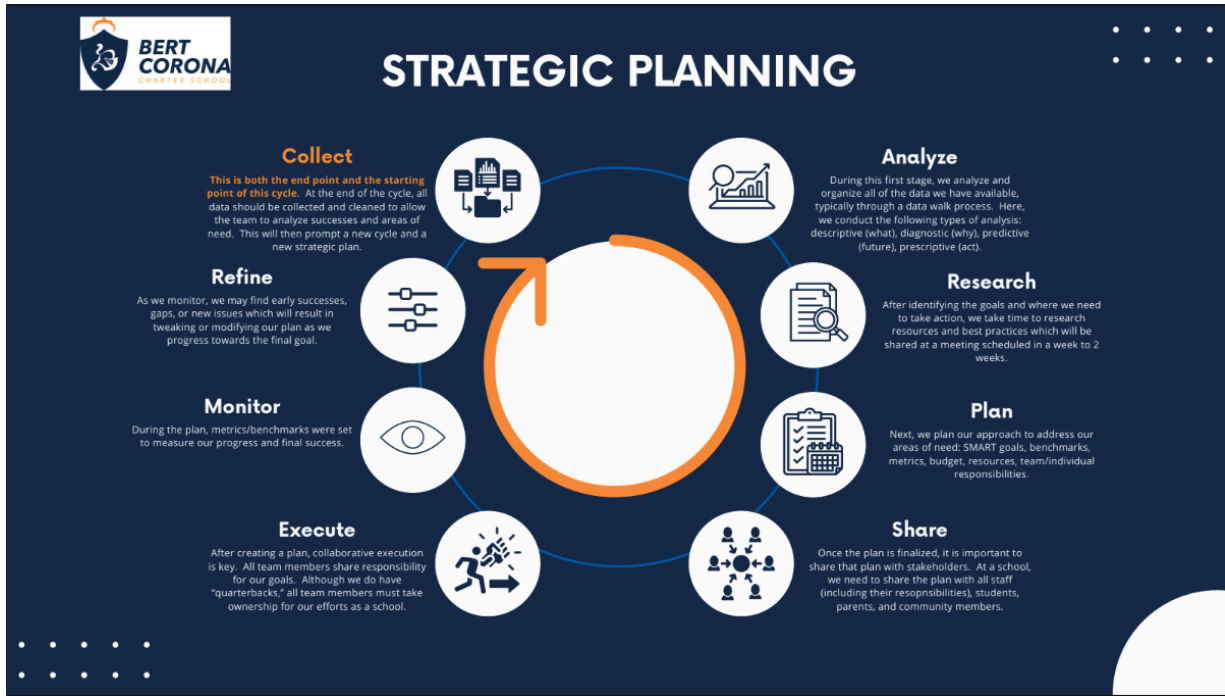 BERT
CORONA
CHARTER SCHOOL
STRATEGIC PLANNING
Collect
This is both the end point and the starting
point of this cycle. At the end of the cycle, all
data should be collected and cleaned to allow
the team to analyze successes and areas of
need. This will then prompt a new cycle and a
new strategic plan.
Analyze
During this first stage, we analyze and
organize all of the data we have available,
typically through a data walk process. Here,
we conduct the following types of analysis:
descriptive (what), diagnostic (why), predictive
(future), prescriptive (act).
Refine
As we monitor, we may find early successes,
gaps, or new issues which will result in
tweaking or modifying our plan as we
progress towards the final goal.
Research
After identifying the goals and where we need
to take action, we take time to research
resources and best practices which will be
shared at a meeting scheduled in a week to 2
weeks.
Monitor
During the plan, metrics/benchmarks were set
to measure our progress and final success.
Plan
Next, we plan our approach to address our
areas of need: SMART goals, benchmarks,
metrics, budget, resources, team/individual
responsibilities.
Execute
After creating a plan, collaborative execution
is key. All team members share responsibility
for our goals. Although we do have
"quarterbacks," all team members must take
ownership for our efforts as a school.
Share
Once the plan is finalized, it is important to
share that plan with stakeholders. At a school,
we need to share the plan with all staff
(including their resopnsibilities), students,
parents, and community members.